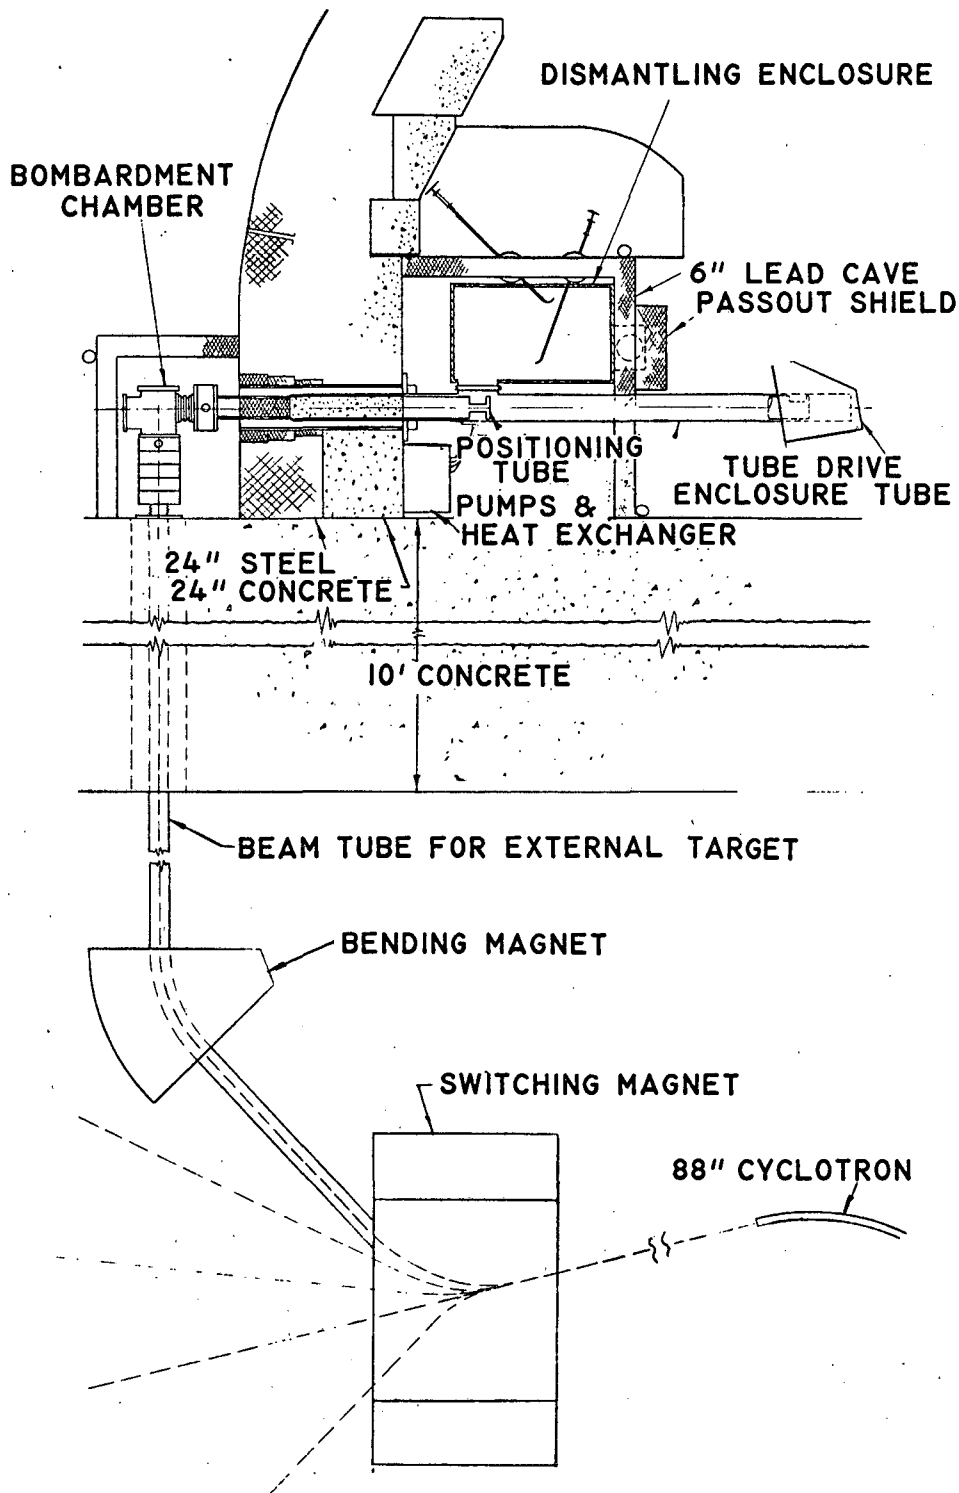 DISMANTLING ENCLOSURE
BOMBARDMENT
CHAMBER
6" LEAD CAVE
PASSOUT SHIELD
POSITIONING
TUBE
TUBE DRIVE
ENCLOSURE TUBE
PUMPS &
HEAT EXCHANGER
24" STEEL
24" CONCRETE
10' CONCRETE
BEAM TUBE FOR EXTERNAL TARGET
BENDING MAGNET
SWITCHING MAGNET
88" CYCLOTRON